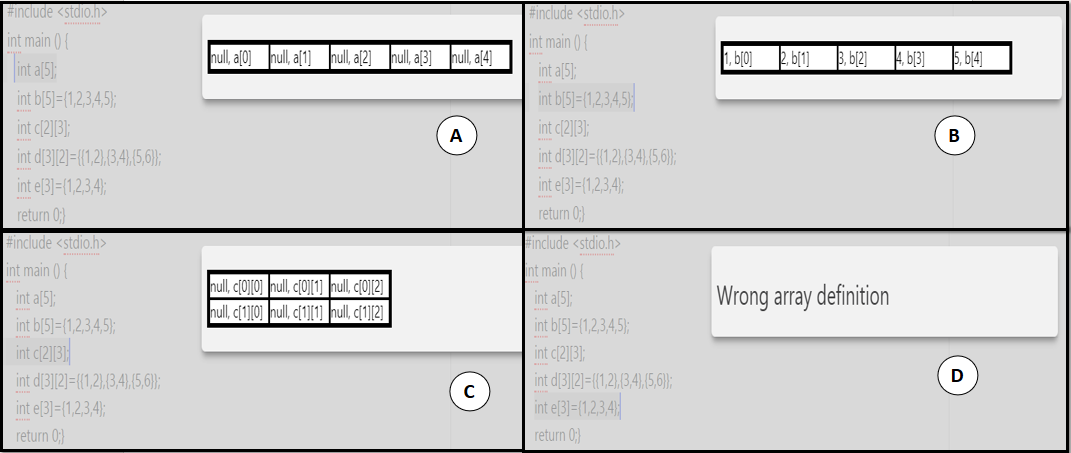 #include <stdio.h>
int main () {
int a[5];
int b[5]={1,2,3,4,5};
int c[2][3];
int d[3][2]={{1,2},{3,4},{5,6}};
int e[3]={1,2,3,4};
return 0;}
null, a[0] null, a[1] null, a[2] null, a[3] null, a[4]
A
#include <stdio.h>
int main () {
int a[5];
int b[5]={1,2,3,4,5};
int c[2][3];
int d[3][2]={{1,2},{3,4},{5,6}};
int e[3]={1,2,3,4};
return 0;}
1, b[0] 2, b[1] 3, b[2] 4, b[3] 5, b[4]
B
#include <stdio.h>
int main () {
int a[5];
int b[5]={1,2,3,4,5};
int c[2][3];
int d[3][2]={{1,2},{3,4},{5,6}};
int e[3]={1,2,3,4};
return 0;}
null, c[0][0] null, c[0][1] null, c[0][2]
null, c[1][0] null, c[1][1] null, c[1][2]
C
#include <stdio.h>
int main () {
int a[5];
int b[5]={1,2,3,4,5};
int c[2][3];
int d[3][2]={{1,2},{3,4},{5,6}};
int e[3]={1,2,3,4};
return 0;}
Wrong array definition
D